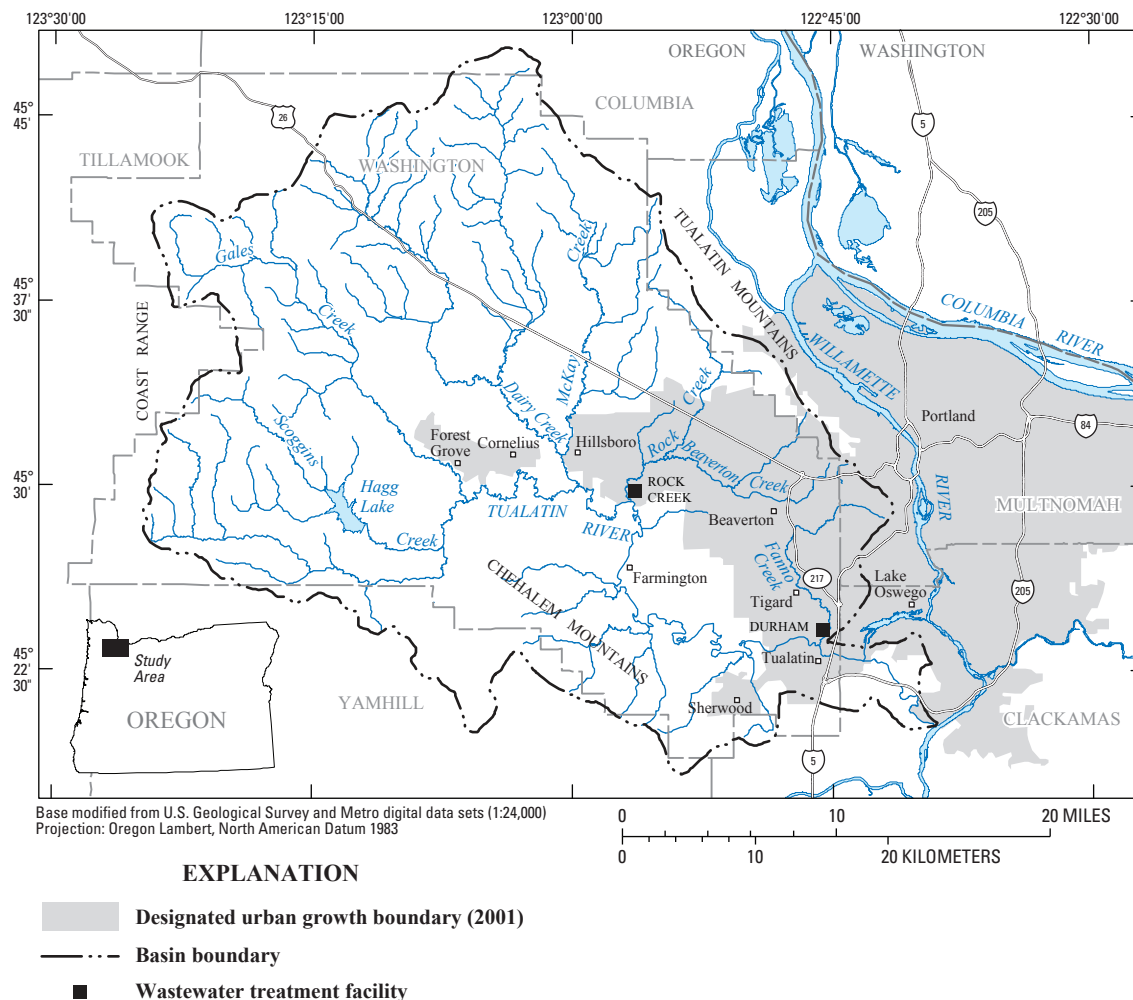 123°30'00"
123°15'00"
123°00'00"
122°45'00"
122°30'00"
OREGON
WASHINGTON
45°
45'
26
COLUMBIA
5
TILLAMOOK
WASHINGTON
205
TUALATIN MOUNTAINS
Creek
Gales
45°
37'
30"
Creek
COAST RANGE
COLUMBIA
RIVER
WILLAMETTE
McKay
Dairy Creek
Creek
Portland
84
Scoggins
Forest
Grove
Cornelius
Hillsboro
Rock
Beaverton
Creek
45°
30'
Hagg
Lake
ROCK
CREEK
TUALATIN
RIVER
RIVER
MULTNOMAH
Beaverton
Creek
Fanno
Creek
CHEHALEM MOUNTAINS
Farmington
217
Lake
Oswego
205
Tigard
DURHAM
Tualatin
45°
22'
30"
Study
Area
OREGON
YAMHILL
Sherwood
CLACKAMAS
5
Base modified from U.S. Geological Survey and Metro digital data sets (1:24,000)
Projection: Oregon Lambert, North American Datum 1983
0 10 20 MILES
0 10 20 KILOMETERS
EXPLANATION
Designated urban growth boundary (2001)
Basin boundary
Wastewater treatment facility